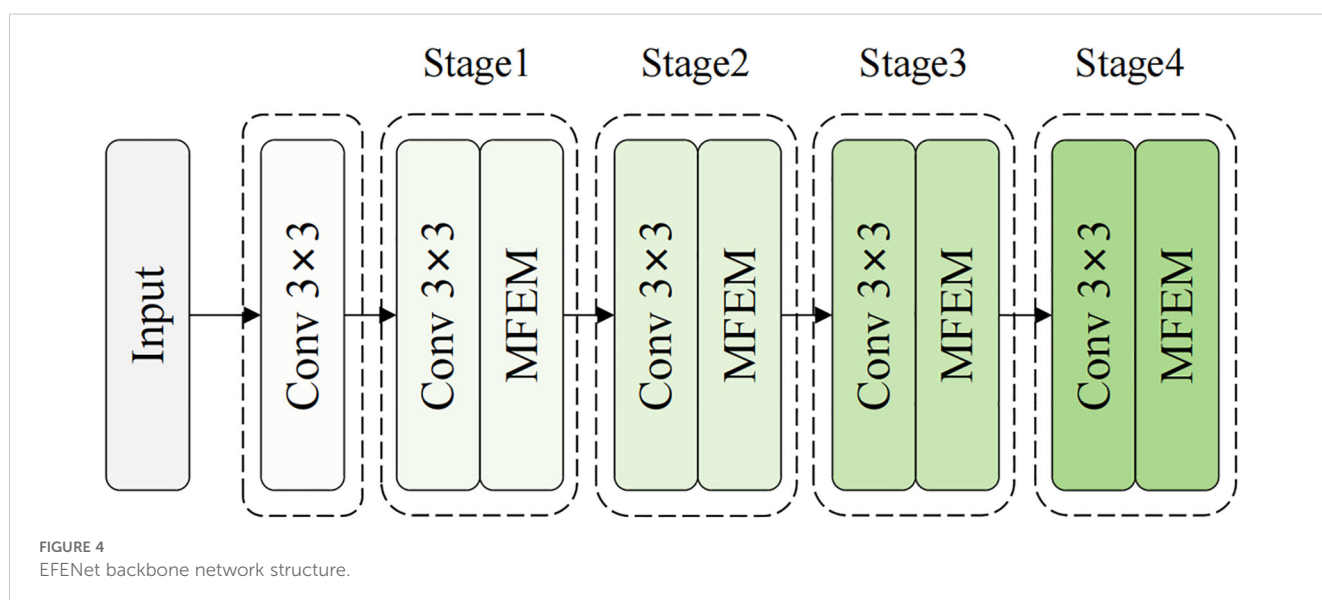 Stage1 Stage2 Stage3 Stage4
Input
Conv 3×3
Conv 3×3
MFEM
Conv 3×3
MFEM
Conv 3×3
MFEM
Conv 3×3
MFEM
FIGURE 4
EFENet backbone network structure.